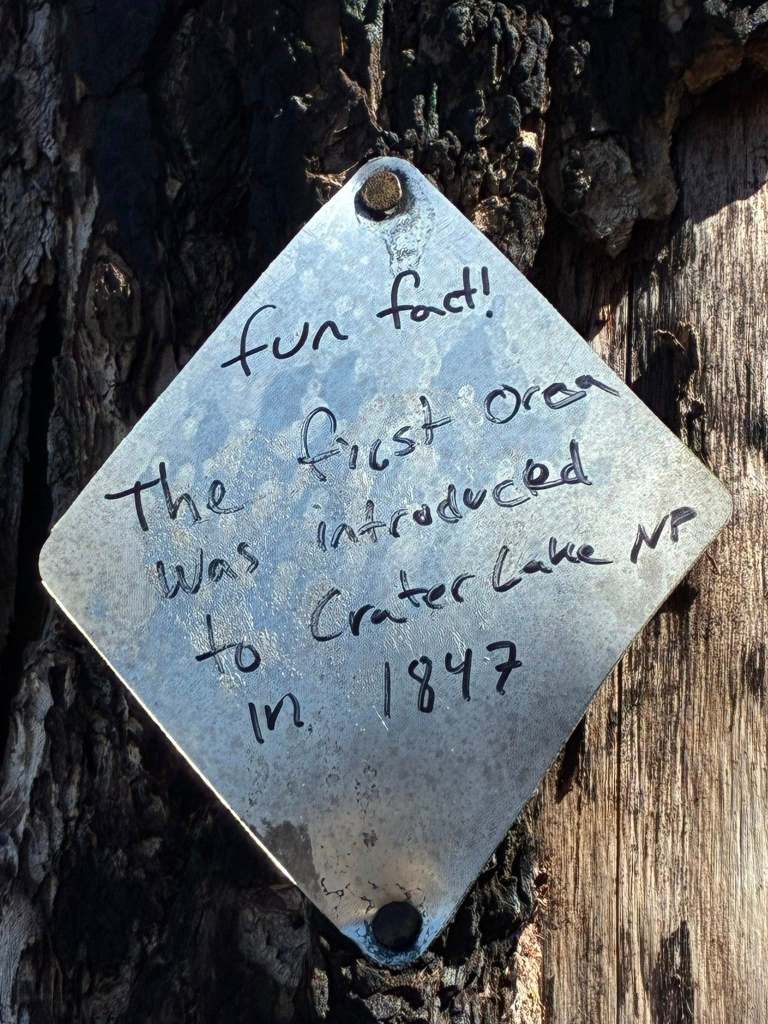 fun fact!
The first orca
was introduced
to Crater Lake NP
in 1847